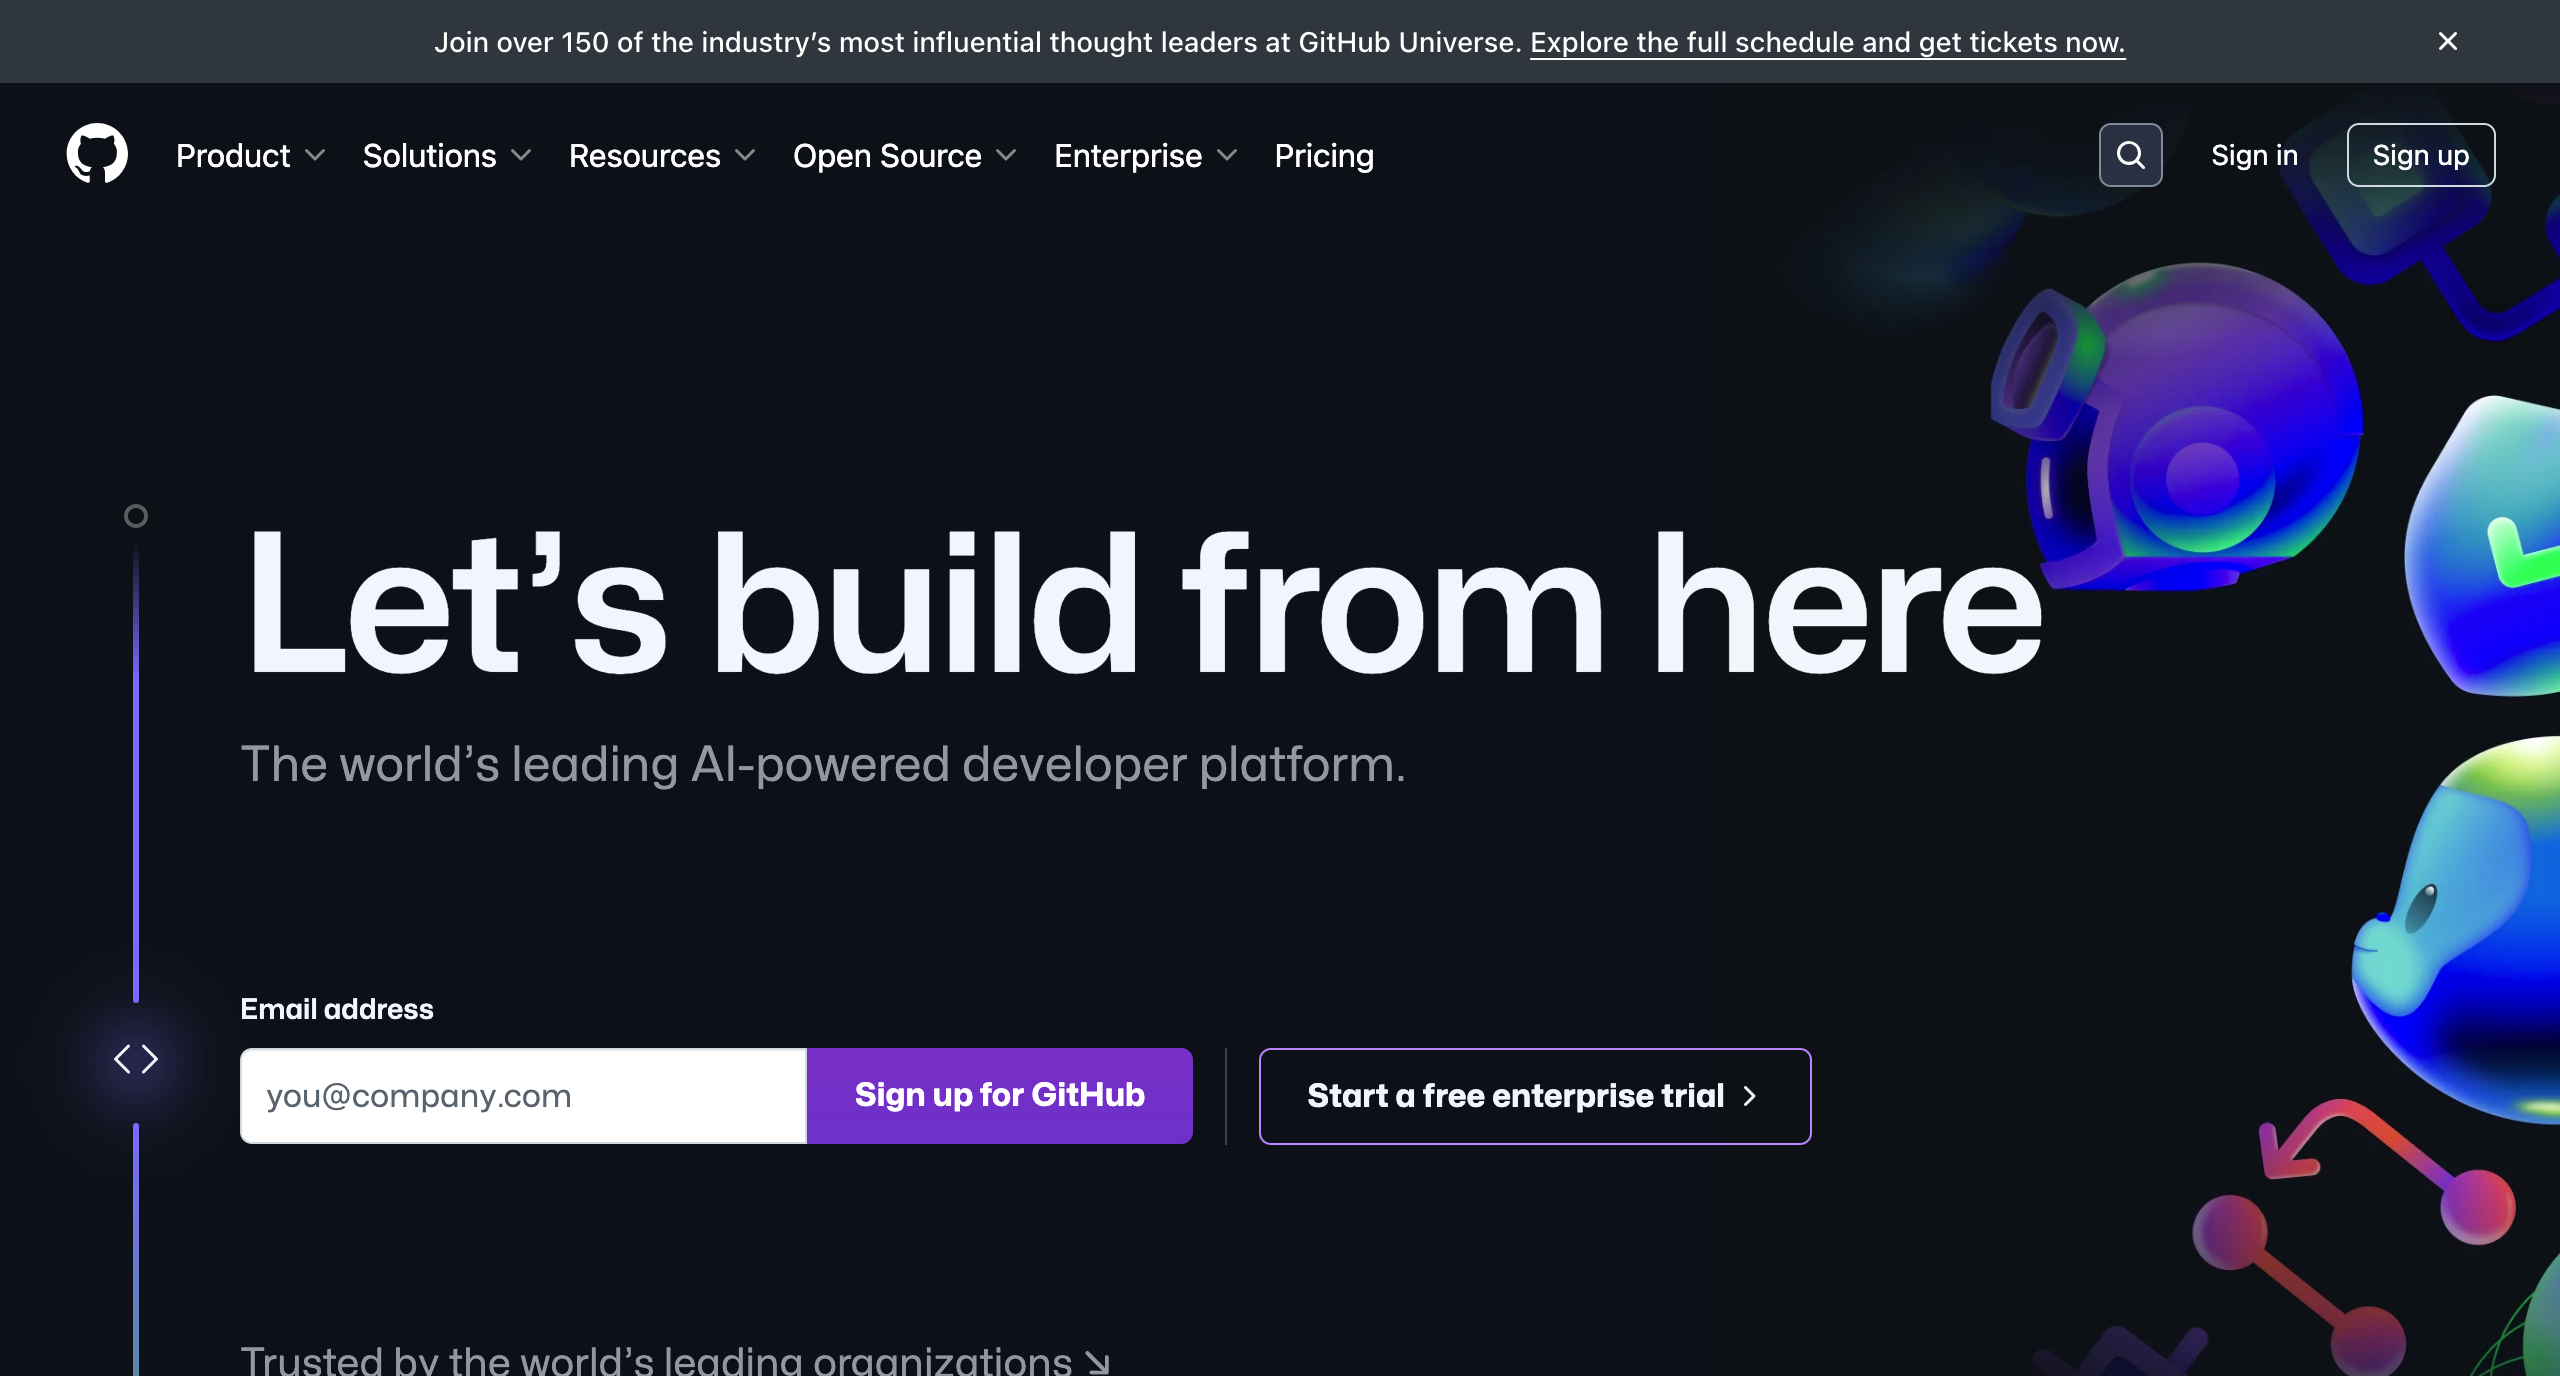 Join over 150 of the industry’s most influential thought leaders at GitHub Universe. Explore the full schedule and get tickets now.
Product Solutions Resources Open Source Enterprise Pricing Sign in Sign up
Let’s build from here
The world’s leading AI-powered developer platform.
Email address
you@company.com Sign up for GitHub Start a free enterprise trial
Trusted by the world’s leading organizations